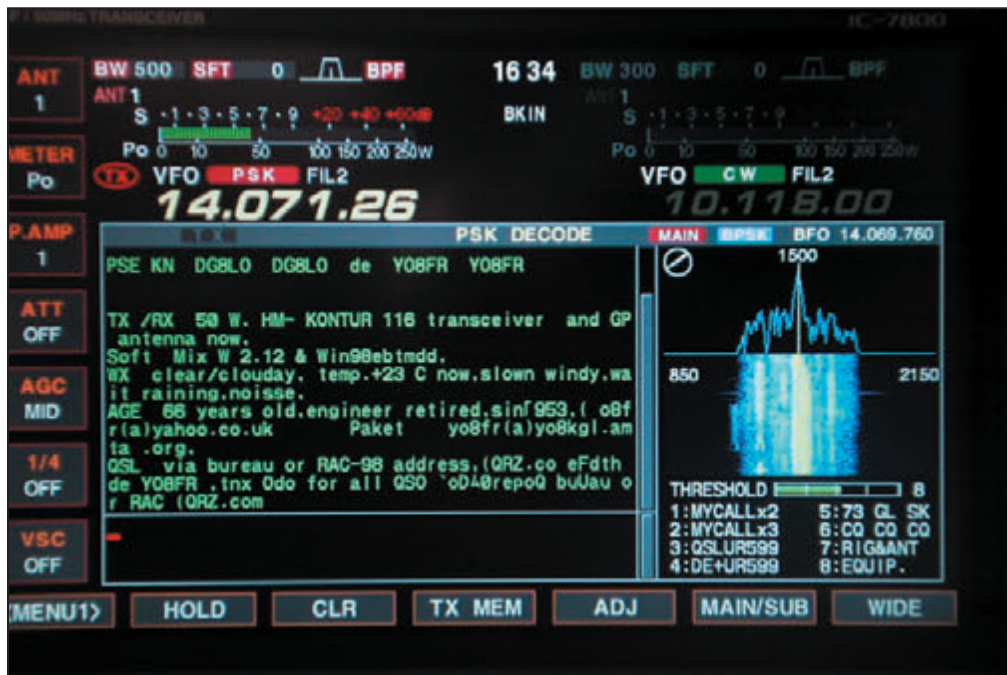 / 50MHz TRANSCEIVER IC-7800
ANT
1
BW 500 SFT 0 BPF 16 34 BW 300 SFT 0 BPF
ANT 1 BKIN ANT 1
S 1 3 5 7 9 +20 +40 +60dB S 1 3 5 7 9
METER
Po
Po 0 10 50 100 150 200 250W Po 0 10 50 100 150 200 250W
TX VFO PSK FIL2 VFO CW FIL2
14.071.26 10.118.00
P.AMP
1
PSK DECODE MAIN BPSK BFO 14.069.760
PSE KN DG8LO DG8LO de YO8FR YO8FR
TX /RX 50 W. HM- KONTUR 116 transceiver and GP
antenna now.
Soft Mix W 2.12 & Win98ebtmdd.
WX clear/clouday. temp.+23 C now.slown windy,wa
it raining.noisse.
AGE 66 years old.engineer retired.sin 953.( o8f
r(a)yahoo.co.uk Paket yo8fr(a)yo8kgl.am
ta .org.
QSL via bureau or RAC-98 address.(QRZ.co eFdth
de YO8FR .tnx Odo for all QSO `oD40repoQ buUau o
r RAC (QRZ.com
ATT
OFF
AGC
MID
1/4
OFF
VSC
OFF
1500
850 2150
THRESHOLD 8
1:MYCALLx2 5:73 GL SK
2:MYCALLx3 6:CQ CQ CQ
3:QSLUR599 7:RIG&ANT
4:DE+UR599 8:EQUIP.
<MENU1> HOLD CLR TX MEM ADJ MAIN/SUB WIDE